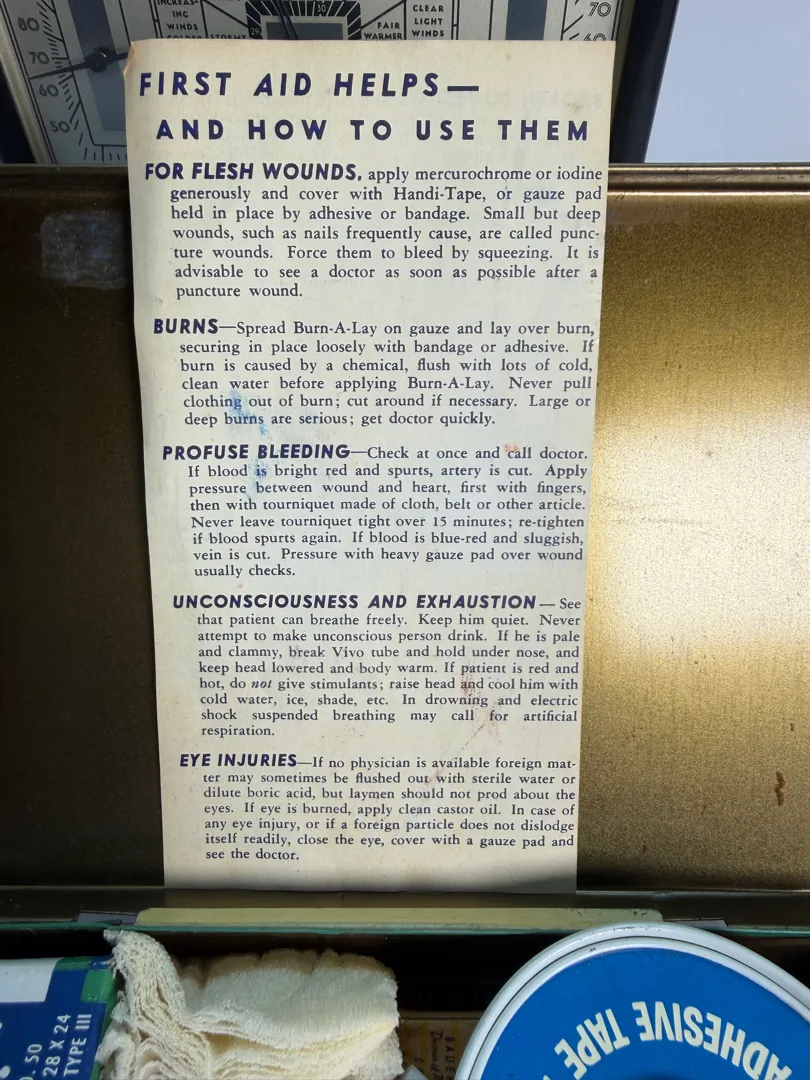 INCREAS-
ING
WINDS
STORMY
30
29
FAIR
WARMER
CLEAR
LIGHT
WINDS
80
70
60
50
70
60
FIRST AID HELPS—
AND HOW TO USE THEM
FOR FLESH WOUNDS, apply mercurochrome or iodine
generously and cover with Handi-Tape, or gauze pad
held in place by adhesive or bandage. Small but deep
wounds, such as nails frequently cause, are called punc-
ture wounds. Force them to bleed by squeezing. It is
advisable to see a doctor as soon as possible after a
puncture wound.
BURNS—Spread Burn-A-Lay on gauze and lay over burn,
securing in place loosely with bandage or adhesive. If
burn is caused by a chemical, flush with lots of cold,
clean water before applying Burn-A-Lay. Never pull
clothing out of burn; cut around if necessary. Large or
deep burns are serious; get doctor quickly.
PROFUSE BLEEDING—Check at once and call doctor.
If blood is bright red and spurts, artery is cut. Apply
pressure between wound and heart, first with fingers,
then with tourniquet made of cloth, belt or other article.
Never leave tourniquet tight over 15 minutes; re-tighten
if blood spurts again. If blood is blue-red and sluggish,
vein is cut. Pressure with heavy gauze pad over wound
usually checks.
UNCONSCIOUSNESS AND EXHAUSTION—See
that patient can breathe freely. Keep him quiet. Never
attempt to make unconscious person drink. If he is pale
and clammy, break Vivo tube and hold under nose, and
keep head lowered and body warm. If patient is red and
hot, do not give stimulants; raise head and cool him with
cold water, ice, shade, etc. In drowning and electric
shock suspended breathing may call for artificial
respiration.
EYE INJURIES—If no physician is available foreign mat-
ter may sometimes be flushed out with sterile water or
dilute boric acid, but laymen should not prod about the
eyes. If eye is burned, apply clean castor oil. In case of
any eye injury, or if a foreign particle does not dislodge
itself readily, close the eye, cover with a gauze pad and
see the doctor.
.50
28 X 24
TYPE III
BAUER
ADHESIVE TAPE